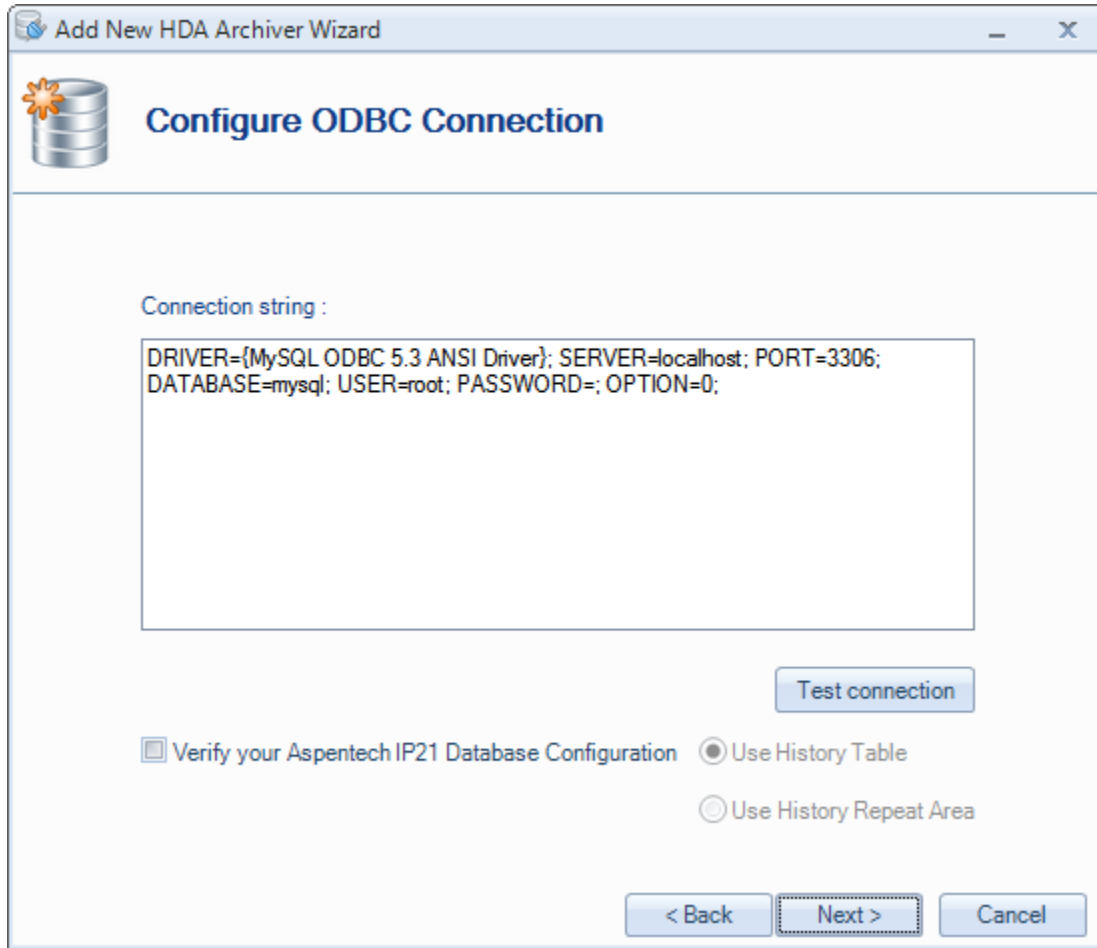 Add New HDA Archiver Wizard
Configure ODBC Connection
Connection string :
DRIVER={MySQL ODBC 5.3 ANSI Driver}; SERVER=localhost; PORT=3306;
DATABASE=mysql; USER=root; PASSWORD=; OPTION=0;
Test connection
Verify your Aspentech IP21 Database Configuration Use History Table
Use History Repeat Area
< Back Next > Cancel